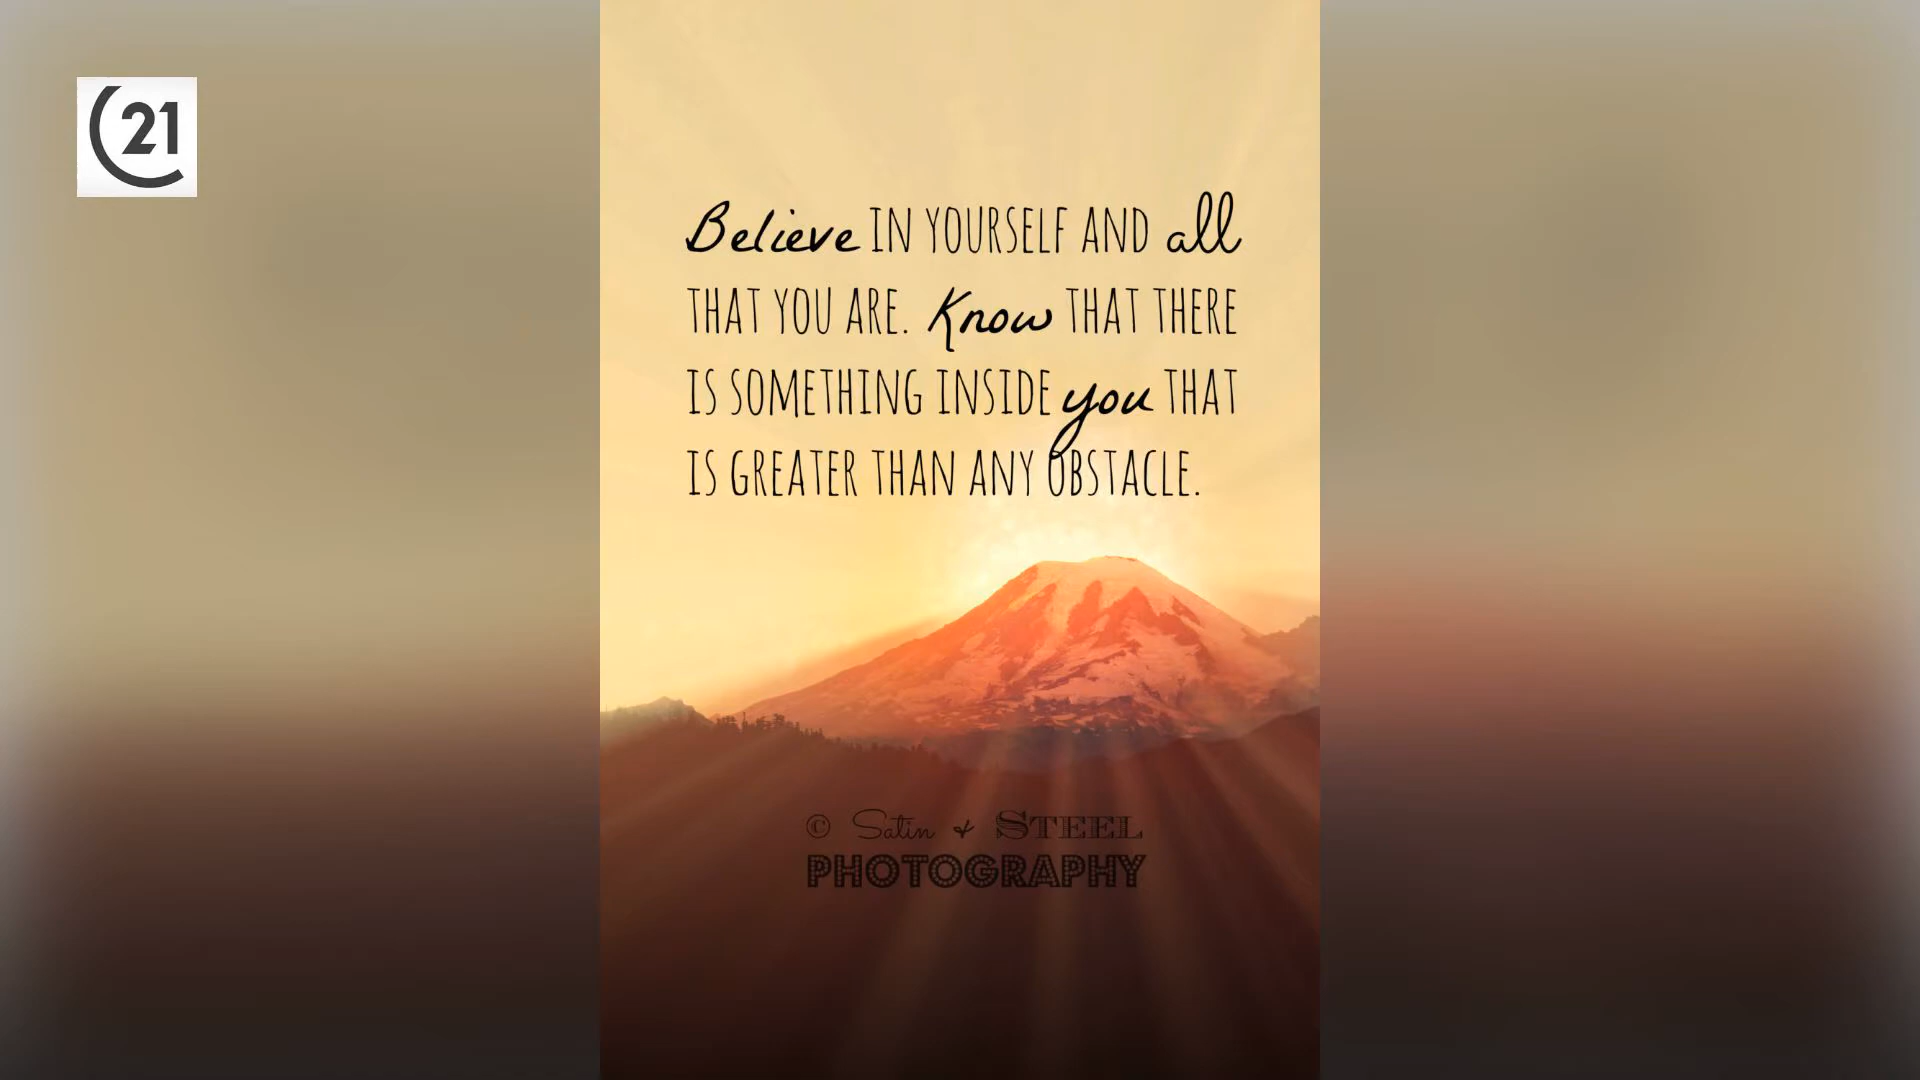 C21
Believe IN YOURSELF AND all
THAT YOU ARE. Know THAT THERE
IS SOMETHING INSIDE you THAT
IS GREATER THAN ANY OBSTACLE.
© Satin & STEEL
PHOTOGRAPHY